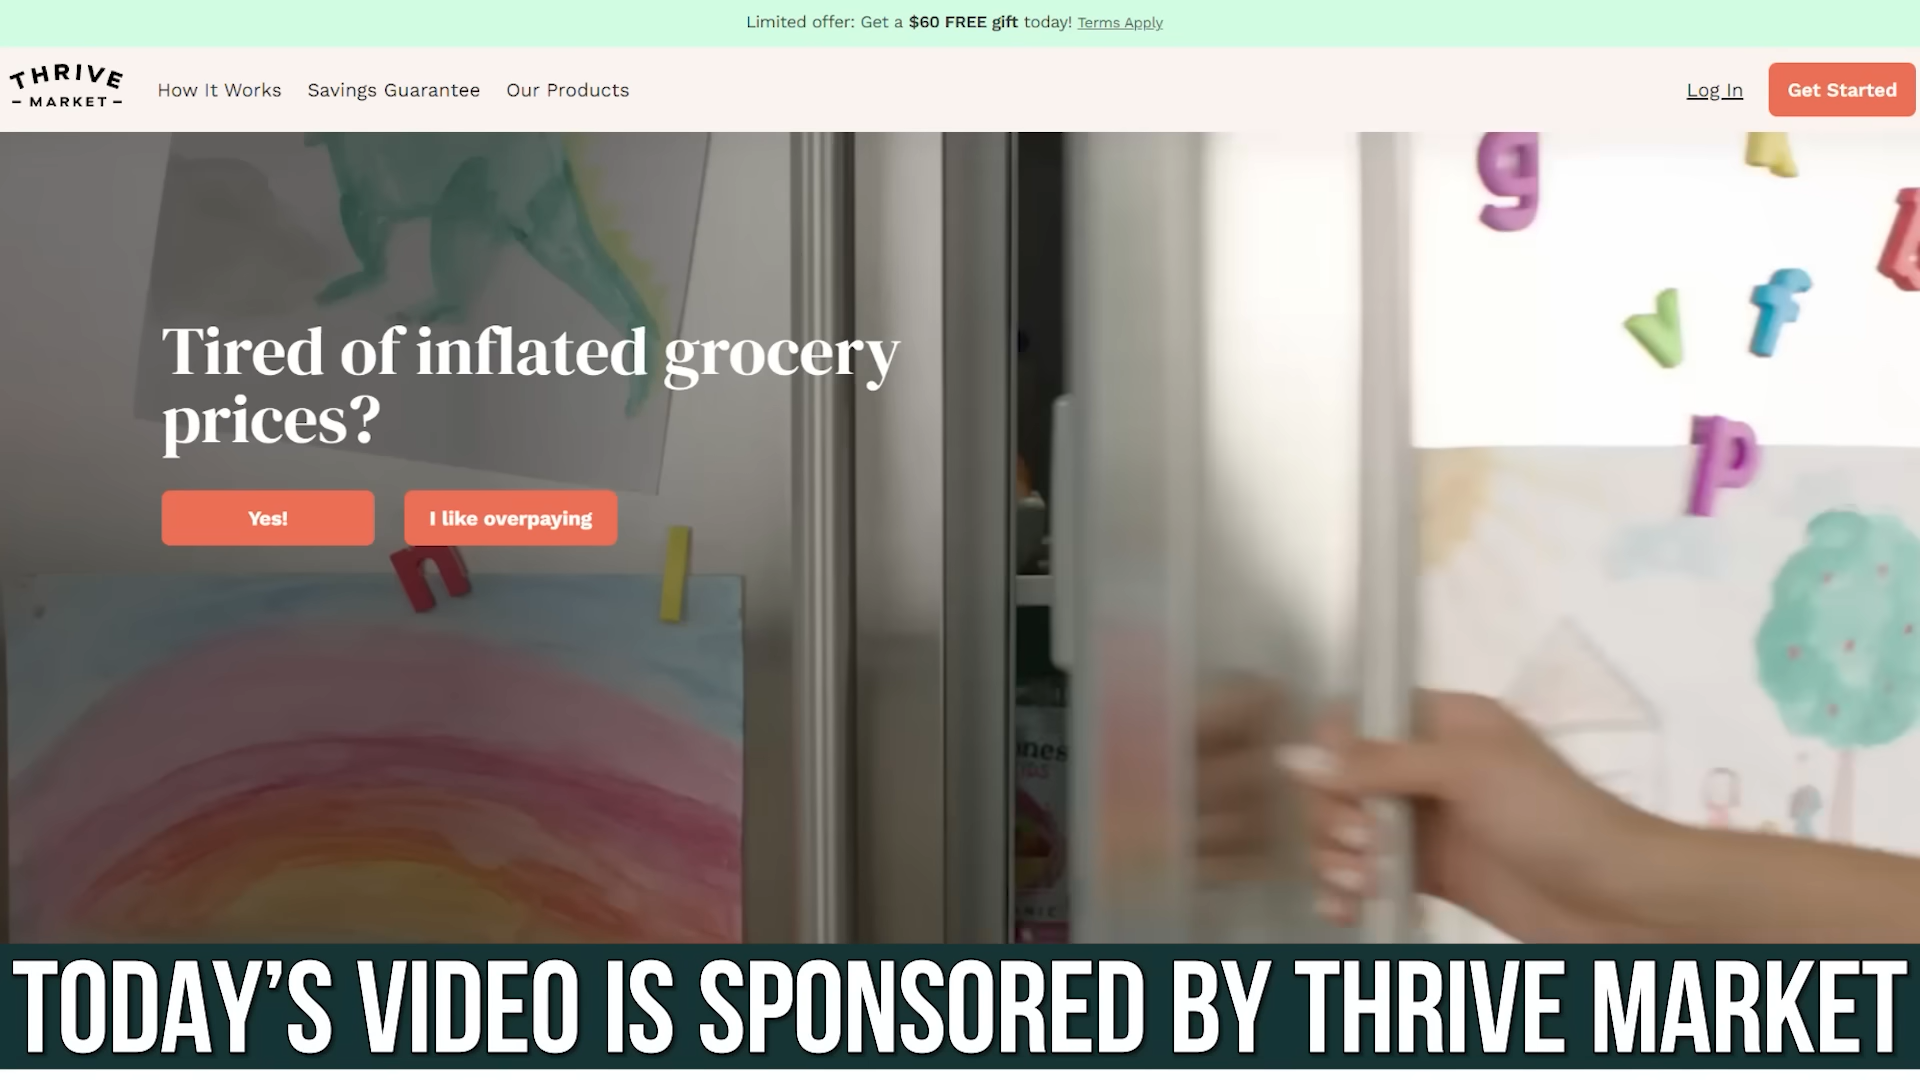 Limited offer: Get a $60 FREE gift today! Terms Apply
THRIVE
MARKET
How It Works
Savings Guarantee
Our Products
Log In
Get Started
g
v
f
p
Tired of inflated grocery
prices?
Yes!
I like overpaying
n
TODAY'S VIDEO IS SPONSORED BY THRIVE MARKET